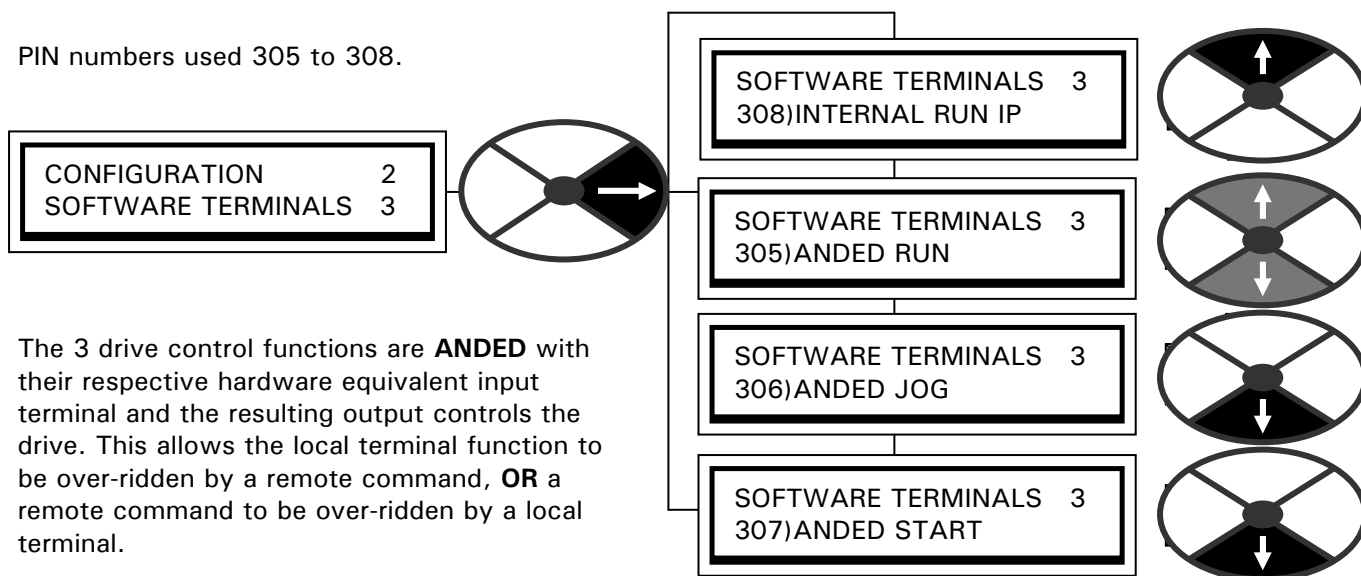 PIN numbers used 305 to 308.
CONFIGURATION 2
SOFTWARE TERMINALS 3
The 3 drive control functions are ANDED with
their respective hardware equivalent input
terminal and the resulting output controls the
drive. This allows the local terminal function to
be over-ridden by a remote command, OR a
remote command to be over-ridden by a local
terminal.
SOFTWARE TERMINALS 3
308)INTERNAL RUN IP
SOFTWARE TERMINALS 3
305)ANDED RUN
SOFTWARE TERMINALS 3
306)ANDED JOG
SOFTWARE TERMINALS 3
307)ANDED START